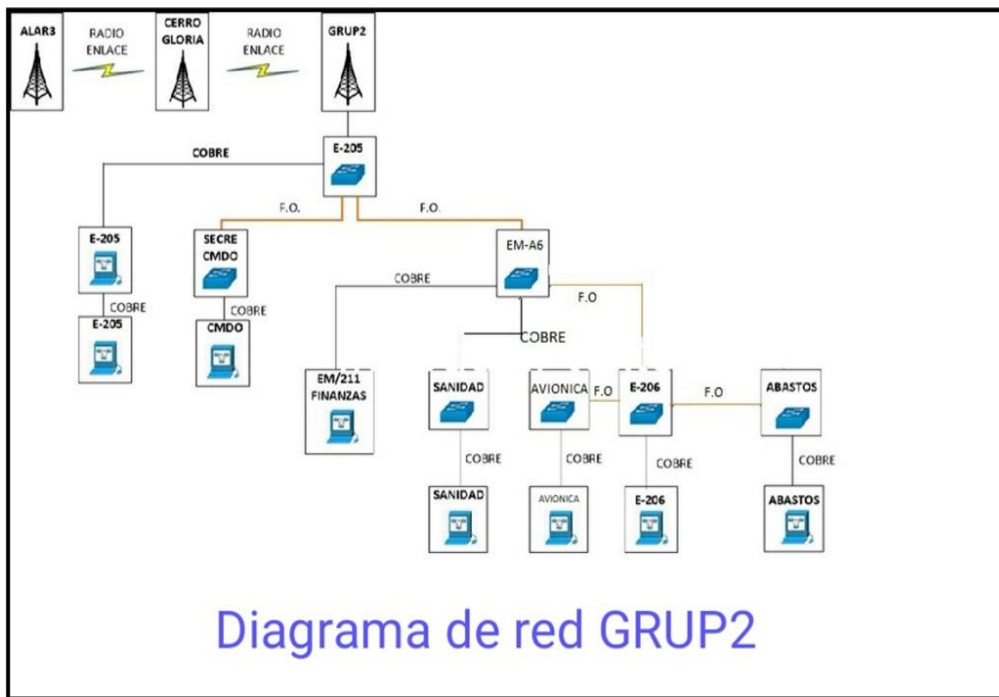 ALAR3
RADIO
ENLACE
CERRO
GLORIA
RADIO
ENLACE
GRUP2
E-205
COBRE
F.O.
F.O.
E-205
SECRE
CMDO
EM-A6
COBRE
F.O
COBRE
COBRE
COBRE
E-205
CMDO
EM/211
FINANZAS
SANIDAD
AVIONICA
F.O
E-206
F.O
ABASTOS
COBRE
COBRE
COBRE
COBRE
SANIDAD
AVIONICA
E-206
ABASTOS
Diagrama de red GRUP2